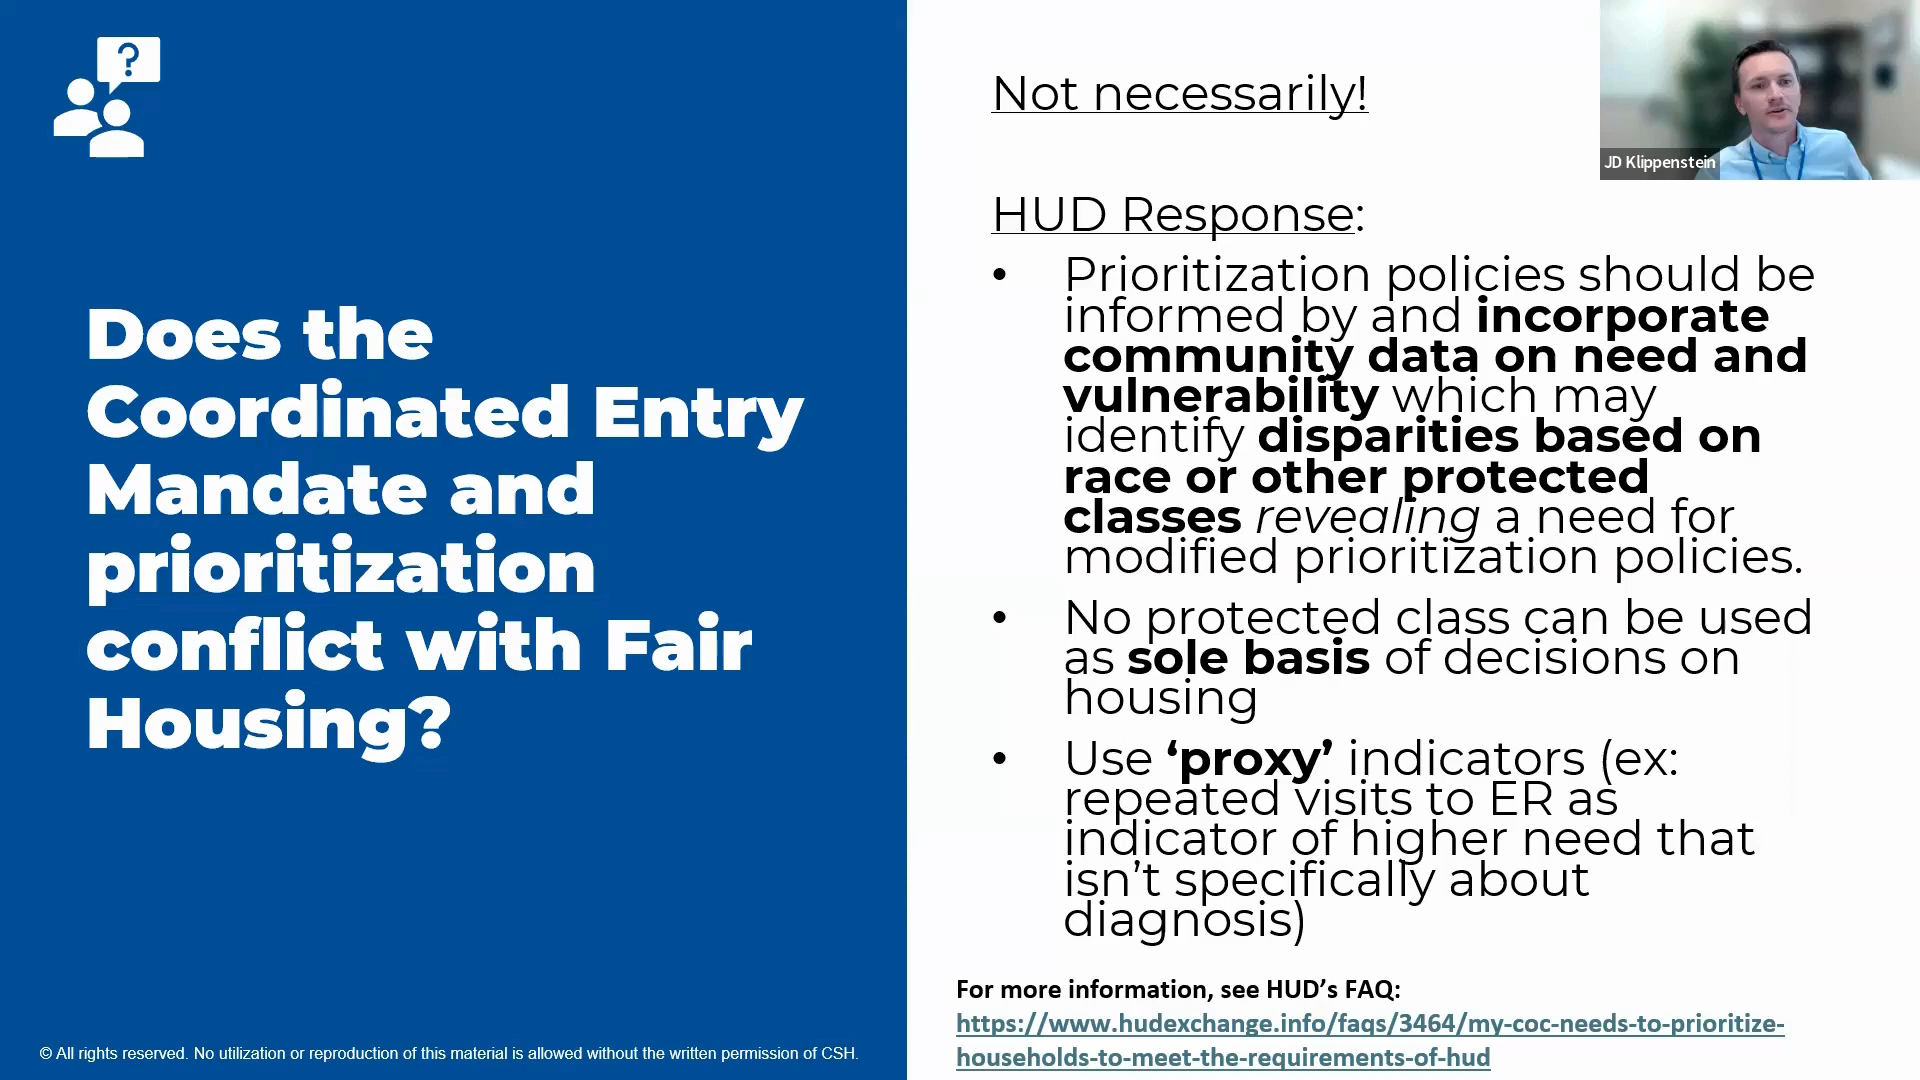 ?
Does the
Coordinated Entry
Mandate and
prioritization
conflict with Fair
Housing?
© All rights reserved. No utilization or reproduction of this material is allowed without the written permission of CSH.
Not necessarily!
HUD Response:
• Prioritization policies should be
informed by and incorporate
community data on need and
vulnerability which may
identify disparities based on
race or other protected
classes revealing a need for
modified prioritization policies.
• No protected class can be used
as sole basis of decisions on
housing
• Use ‘proxy’ indicators (ex:
repeated visits to ER as
indicator of higher need that
isn’t specifically about
diagnosis)
For more information, see HUD’s FAQ:
https://www.hudexchange.info/faqs/3464/my-coc-needs-to-prioritize-
households-to-meet-the-requirements-of-hud
JD Klippenstein